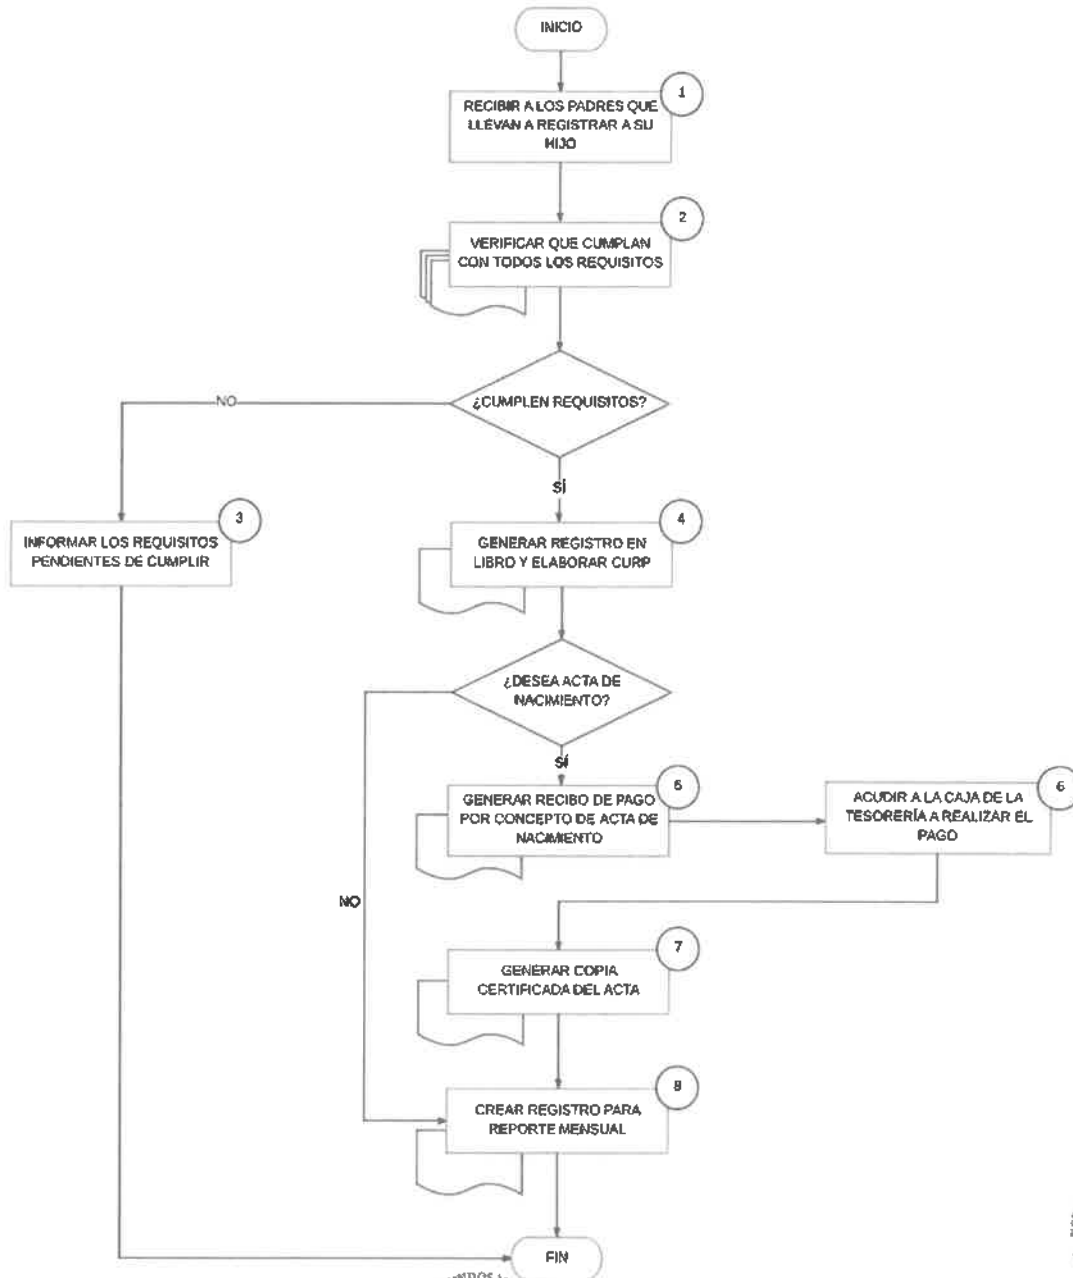 INICIO
1
RECIBIR A LOS PADRES QUE
LLEVAN A REGISTRAR A SU
HIJO
2
VERIFICAR QUE CUMPLAN
CON TODOS LOS REQUISITOS
¿CUMPLEN REQUISITOS?
NO
SÍ
3
INFORMAR LOS REQUISITOS
PENDIENTES DE CUMPLIR
4
GENERAR REGISTRO EN
LIBRO Y ELABORAR CURP
¿DESEA ACTA DE
NACIMIENTO?
SÍ
NO
5
GENERAR RECIBO DE PAGO
POR CONCEPTO DE ACTA DE
NACIMIENTO
6
ACUDIR A LA CAJA DE LA
TESORERÍA A REALIZAR EL
PAGO
7
GENERAR COPIA
CERTIFICADA DEL ACTA
8
CREAR REGISTRO PARA
REPORTE MENSUAL
FIN